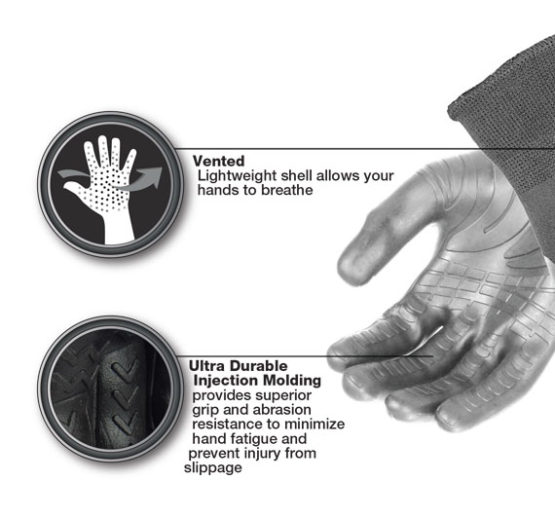 Vented
Lightweight shell allows your
hands to breathe
Ultra Durable
Injection Molding
provides superior
grip and abrasion
resistance to minimize
hand fatigue and
prevent injury from
slippage